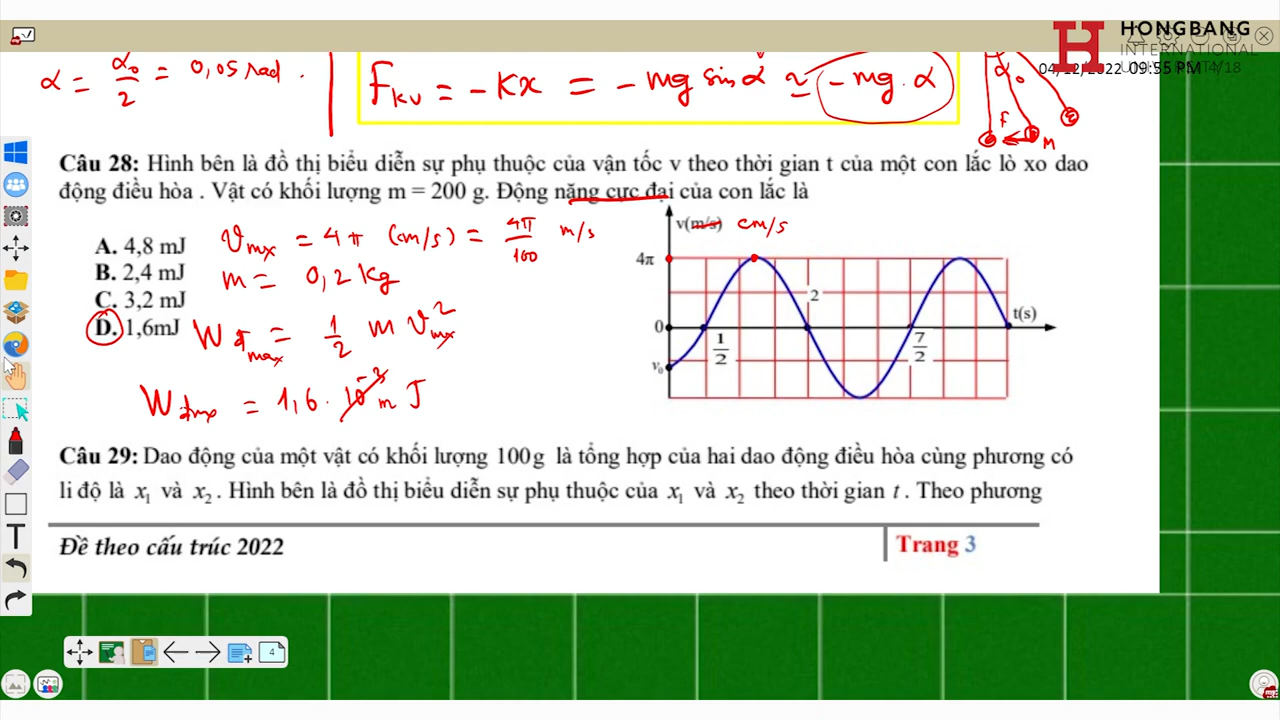 HONGBANG
INTERNATIONAL
04/12/2022 09:55 PM 4/18
α = α₀/2 = 0,05 rad.
F_KV = -Kx = -mg sin α ≃ -mg.α
α₀
F
M
Câu 28: Hình bên là đồ thị biểu diễn sự phụ thuộc của vận tốc v theo thời gian t của một con lắc lò xo dao
động điều hòa . Vật có khối lượng m = 200 g. Động năng cực đại của con lắc là
v(m/s) cm/s
A. 4,8 mJ
B. 2,4 mJ
C. 3,2 mJ
D. 1,6mJ
v_mx = 4π (cm/s) = 4π/100 m/s
m = 0,2 kg
W_đmax = 1/2 m v²_mx
W_đmx = 1,6 . 10⁻³ m J
4π
2
t(s)
0
1/2
7/2
v₀
Câu 29: Dao động của một vật có khối lượng 100g là tổng hợp của hai dao động điều hòa cùng phương có
li độ là x₁ và x₂. Hình bên là đồ thị biểu diễn sự phụ thuộc của x₁ và x₂ theo thời gian t. Theo phương
Đề theo cấu trúc 2022
Trang 3
T
4